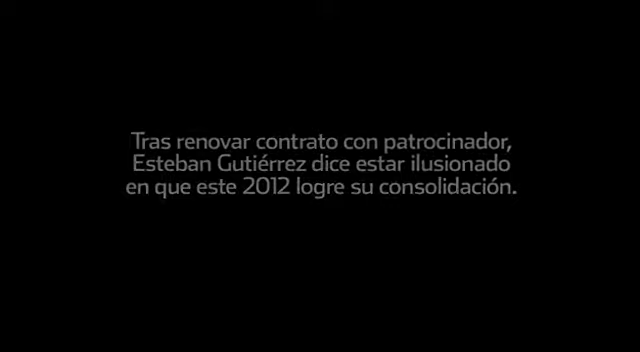 Tras renovar contrato con patrocinador,
Esteban Gutiérrez dice estar ilusionado
en que este 2012 logre su consolidación.